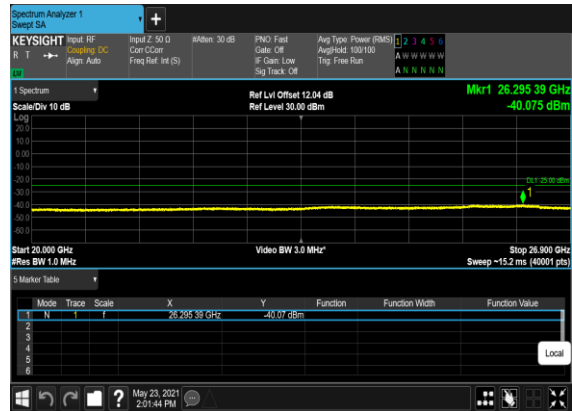 Spectrum Analyzer 1
Swept SA
+
KEYSIGHT Input: RF Input Z: 50 Ω #Atten: 30 dB PNO: Fast Avg Type: Power (RMS) 1 2 3 4 5 6
R T Coupling: DC Corr CCorr Gate: Off Avg|Hold: 100/100 A W W W W W
Align: Auto Freq Ref: Int (S) IF Gain: Low Trig: Free Run
Sig Track: Off A N N N N N
1 Spectrum Ref Lvl Offset 12.04 dB Mkr1 26.295 39 GHz
Scale/Div 10 dB Ref Level 30.00 dBm -40.075 dBm
Log
20.0
10.0
0.00
-10.0
-20.0
DL1 -25.00 dBm
-30.0
1
-40.0
-50.0
-60.0
Start 20.000 GHz Video BW 3.0 MHz* Stop 26.900 GHz
#Res BW 1.0 MHz Sweep ~15.2 ms (40001 pts)
5 Marker Table
Mode Trace Scale X Y Function Function Width Function Value
1 N 1 f 26.295 39 GHz -40.07 dBm
2
3
4
5
6
Local
? May 23, 2021
2:01:44 PM